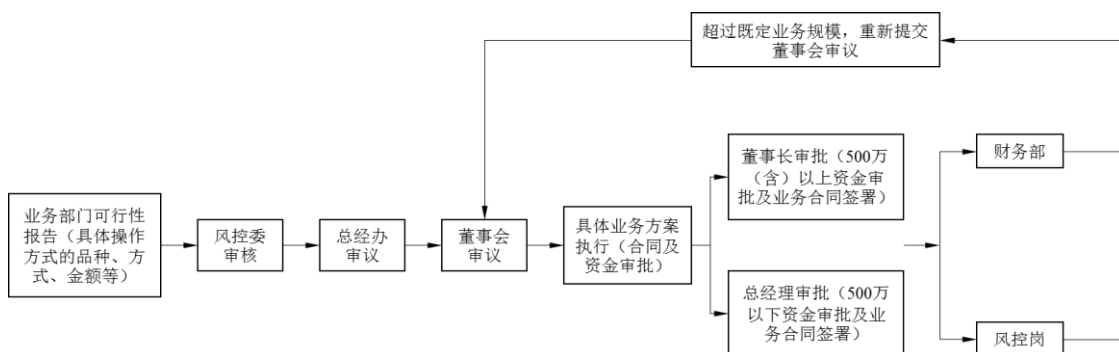 超过既定业务规模，重新提交
董事会审议
业务部门可行性
报告（具体操作
方式的品种、方
式、金额等）
风控委
审核
总经办
审议
董事会
审议
具体业务方案
执行（合同及
资金审批）
董事长审批（500万
（含）以上资金审
批及业务合同签署）
总经理审批（500万
以下资金审批及业
务合同签署）
财务部
风控岗